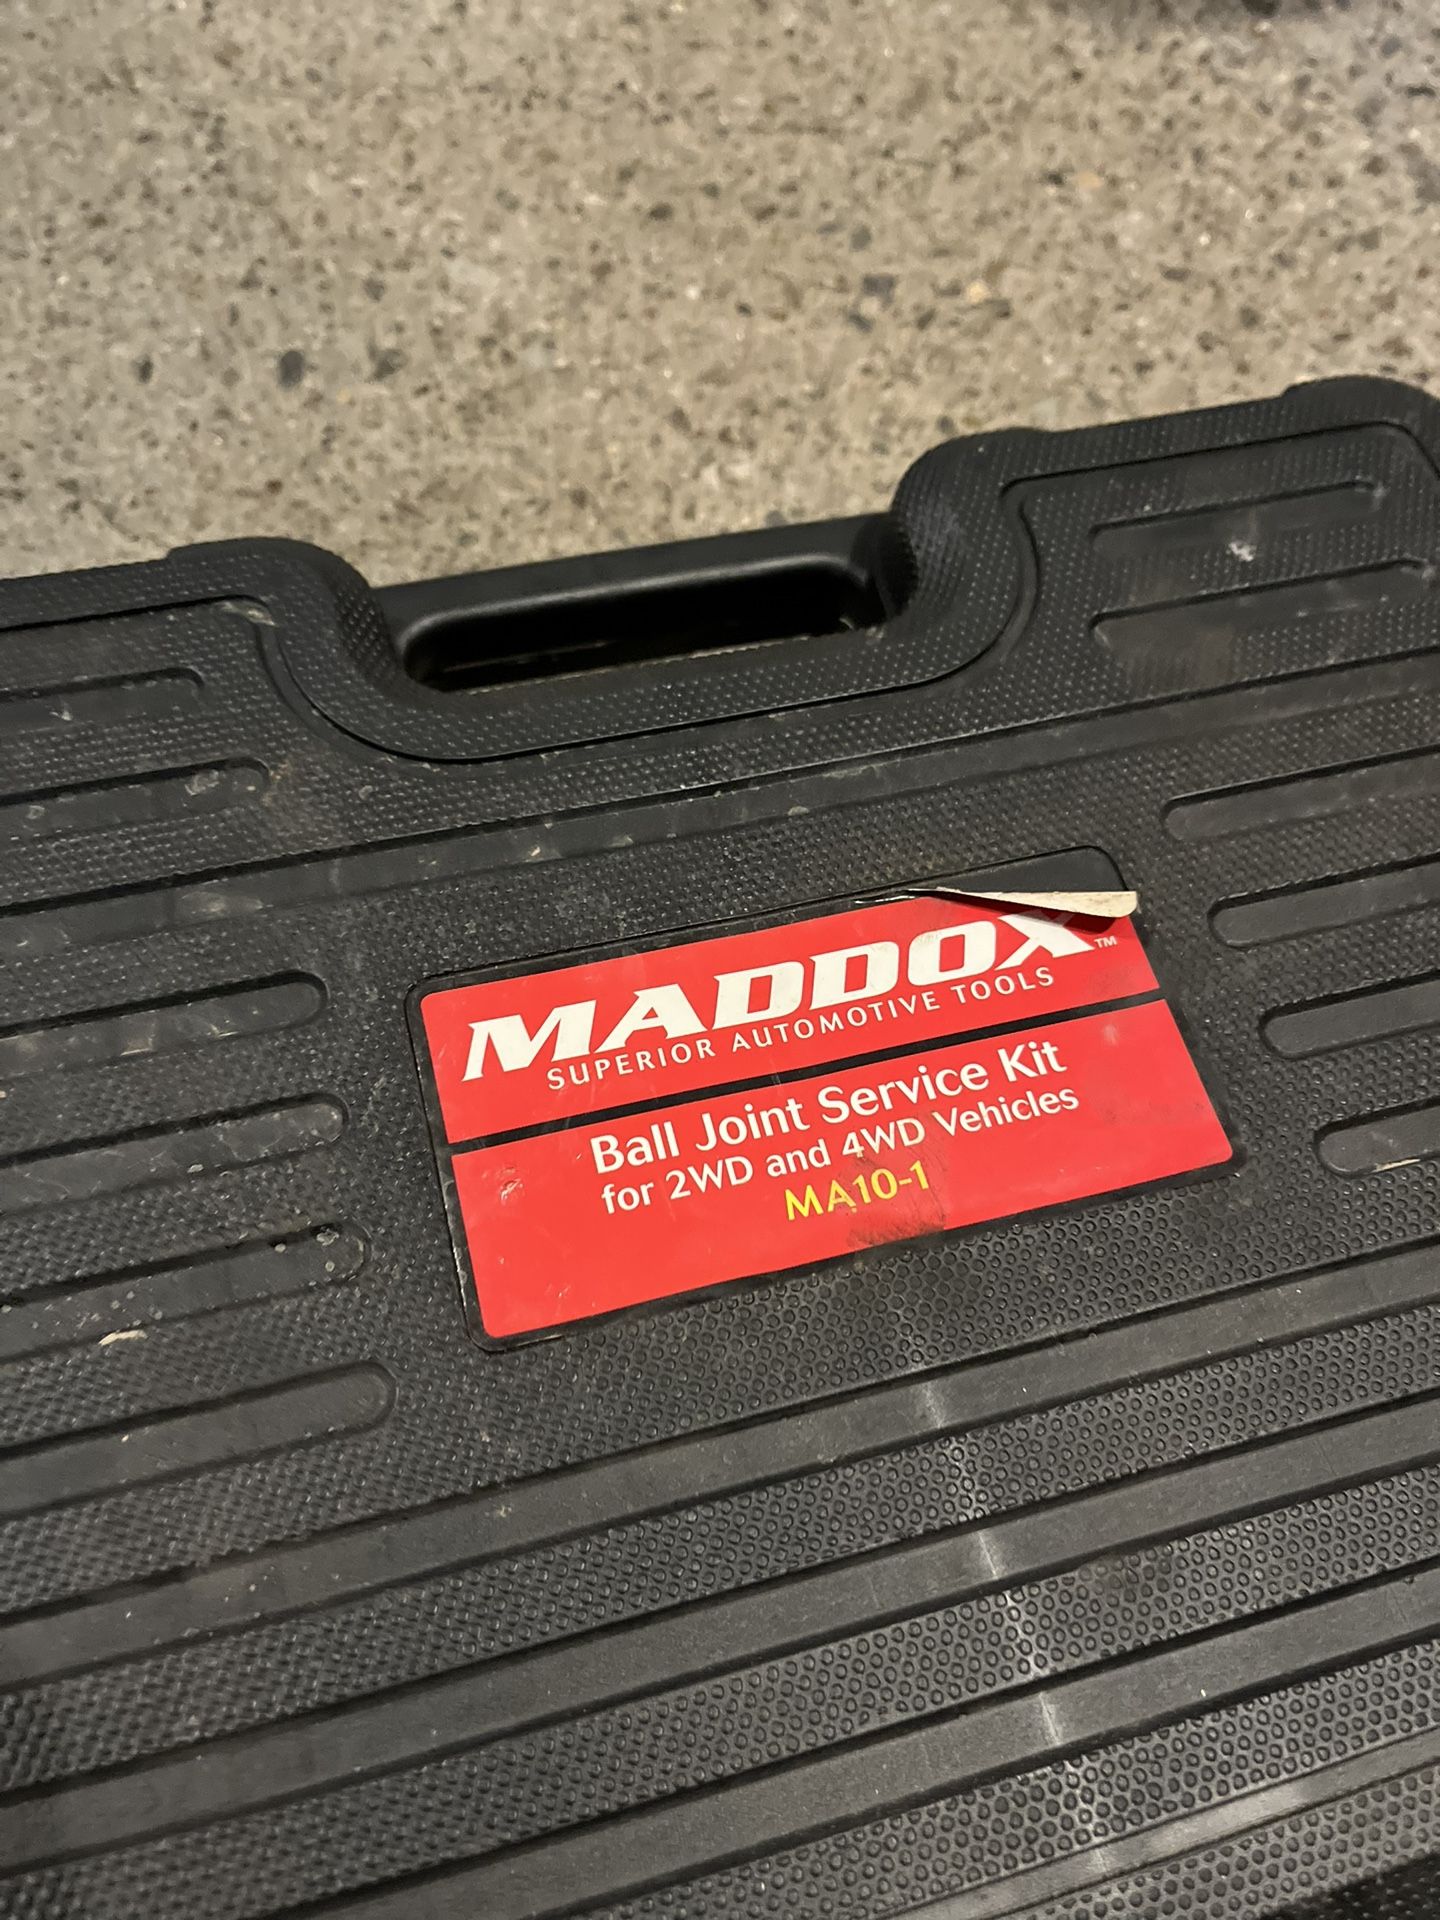 MADDOX™
SUPERIOR AUTOMOTIVE TOOLS
Ball Joint Service Kit
for 2WD and 4WD Vehicles
MA10-1